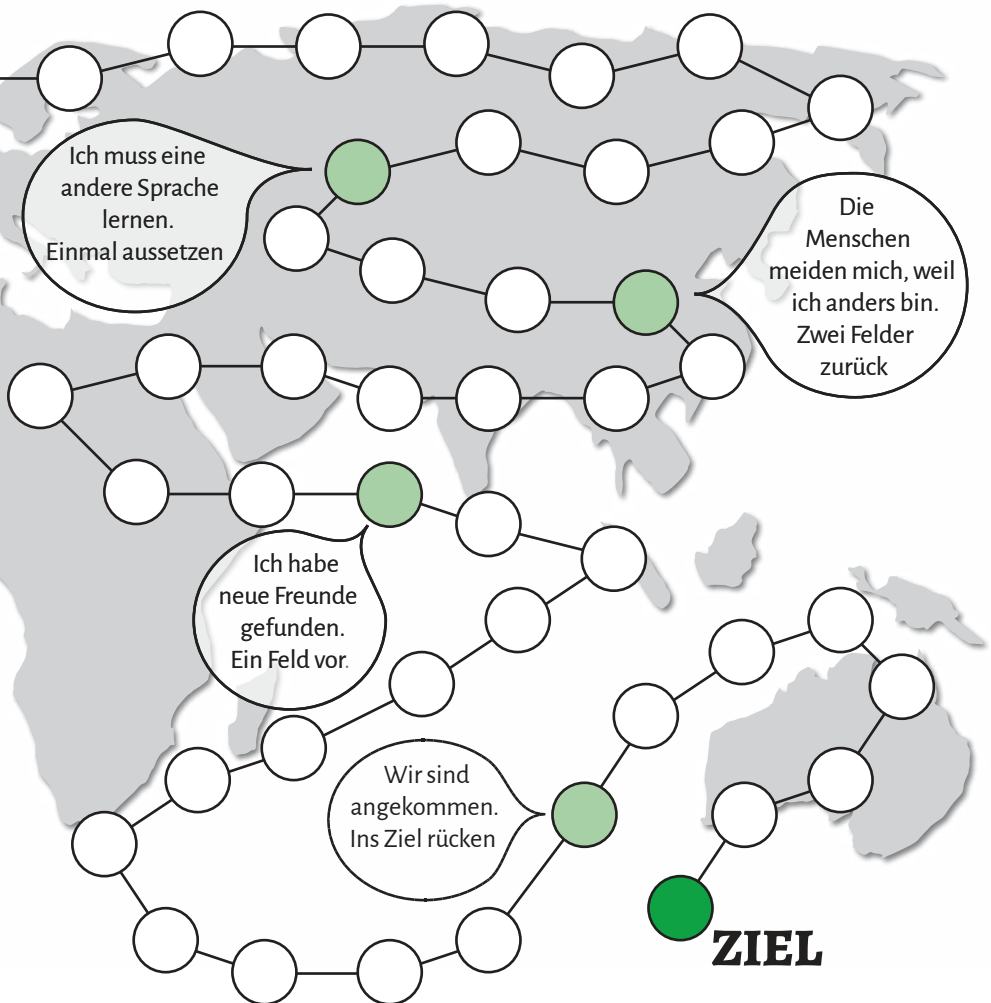 Ich muss eine
andere Sprache
lernen.
Einmal aussetzen
Die
Menschen
meiden mich, weil
ich anders bin.
Zwei Felder
zurück
Ich habe
neue Freunde
gefunden.
Ein Feld vor.
Wir sind
angekommen.
Ins Ziel rücken
ZIEL